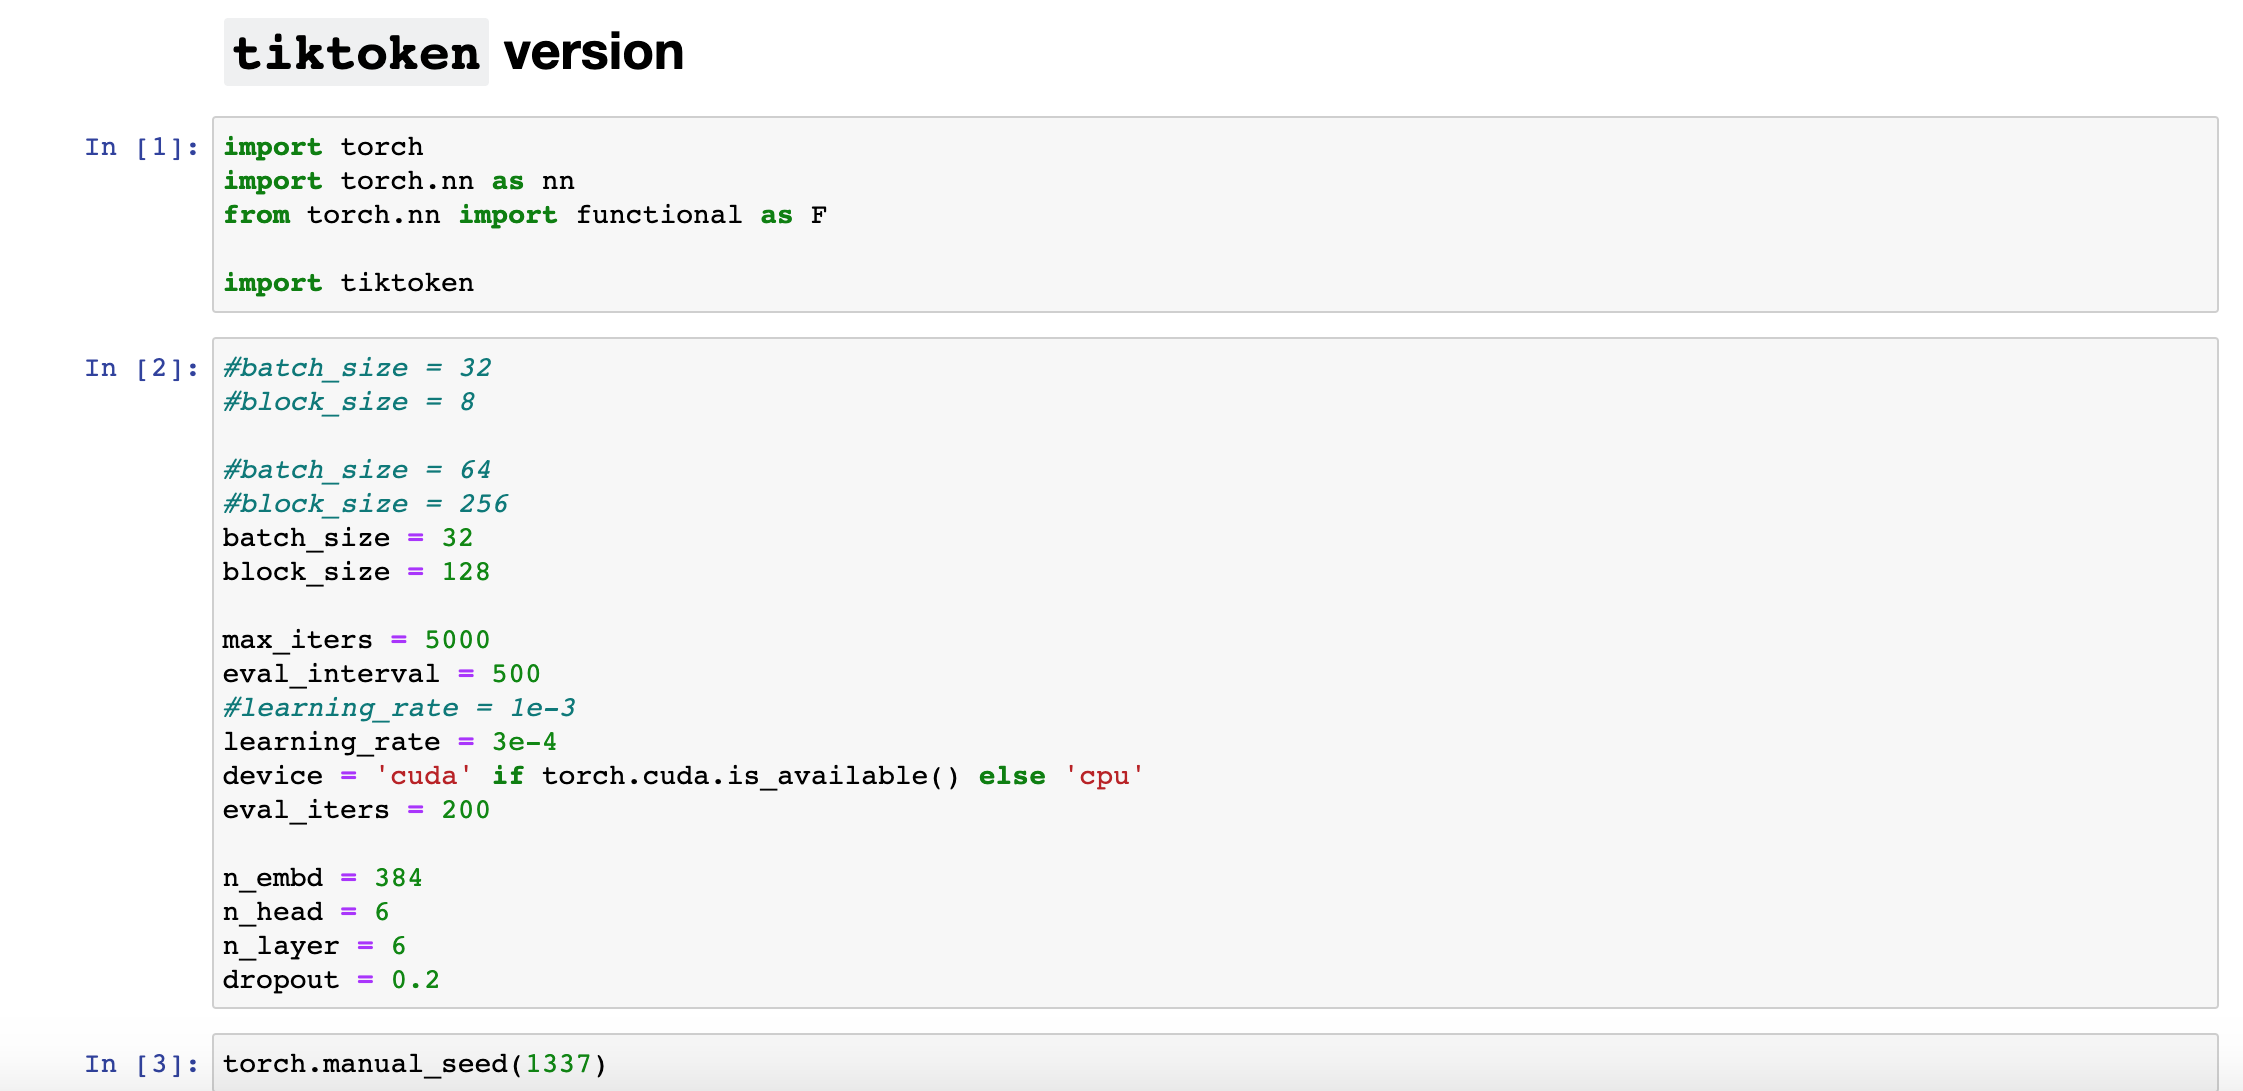 tiktoken version
In [1]:
import torch
import torch.nn as nn
from torch.nn import functional as F
import tiktoken
In [2]:
#batch_size = 32
#block_size = 8
#batch_size = 64
#block_size = 256
batch_size = 32
block_size = 128
max_iters = 5000
eval_interval = 500
#learning_rate = 1e-3
learning_rate = 3e-4
device = 'cuda' if torch.cuda.is_available() else 'cpu'
eval_iters = 200
n_embd = 384
n_head = 6
n_layer = 6
dropout = 0.2
In [3]:
torch.manual_seed(1337)